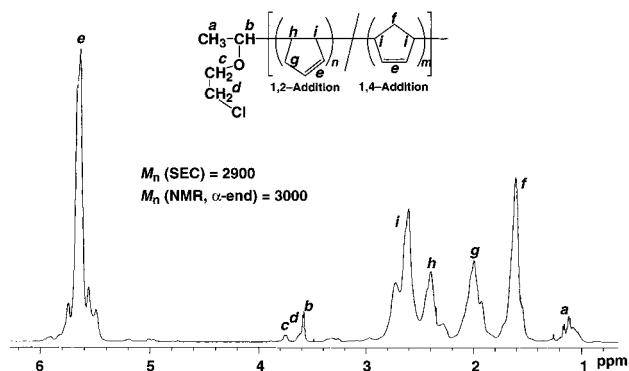 a b
CH3 CH
h i
f
i i
c O
CH2
d
CH2
Cl
g e n
e m
1,2–Addition 1,4–Addition
Mn (SEC) = 2900
Mn (NMR, α-end) = 3000
e
c d b
i
h
g
f
a
6 5 4 3 2 1 ppm